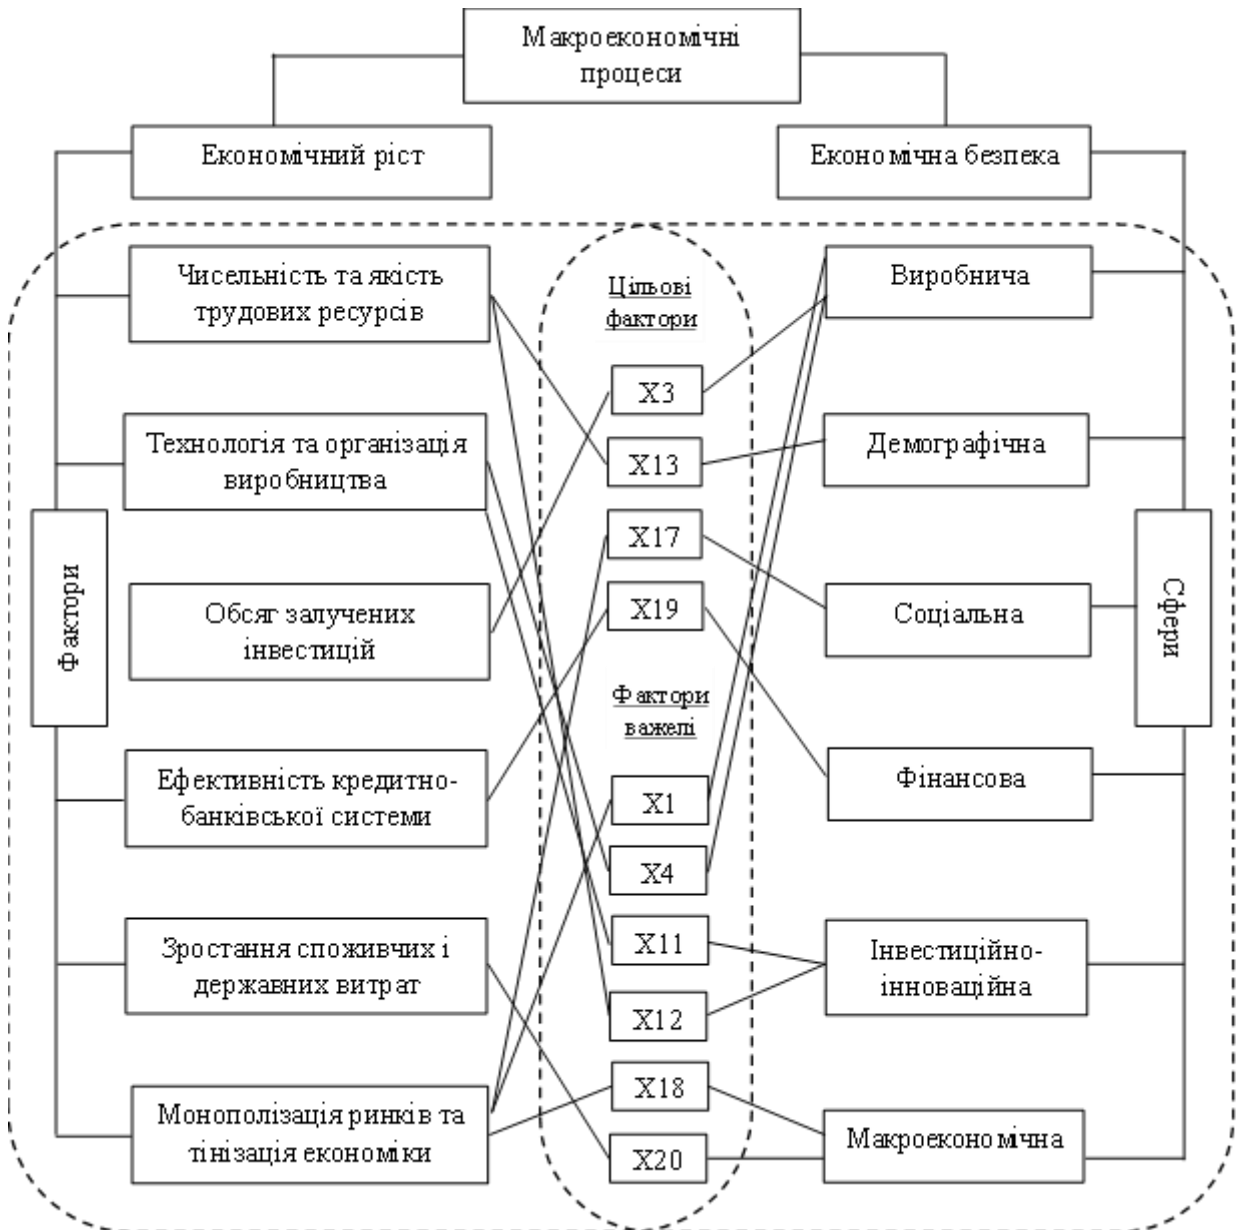 Макроекономічні
процеси
Економічний ріст
Економічна безпека
Чисельність та якість
трудових ресурсів
Технологія та організація
виробництва
Обсяг залучених
інвестицій
Ефективність кредитно-
банківської системи
Зростання споживчих і
державних витрат
Монополізація ринків та
тінізація економіки
Фактори
Цільові
фактори
X3
X13
X17
X19
Фактори
важелі
X1
X4
X11
X12
X18
X20
Виробнича
Демографічна
Соціальна
Фінансова
Інвестиційно-
інноваційна
Макроекономічна
Сфери